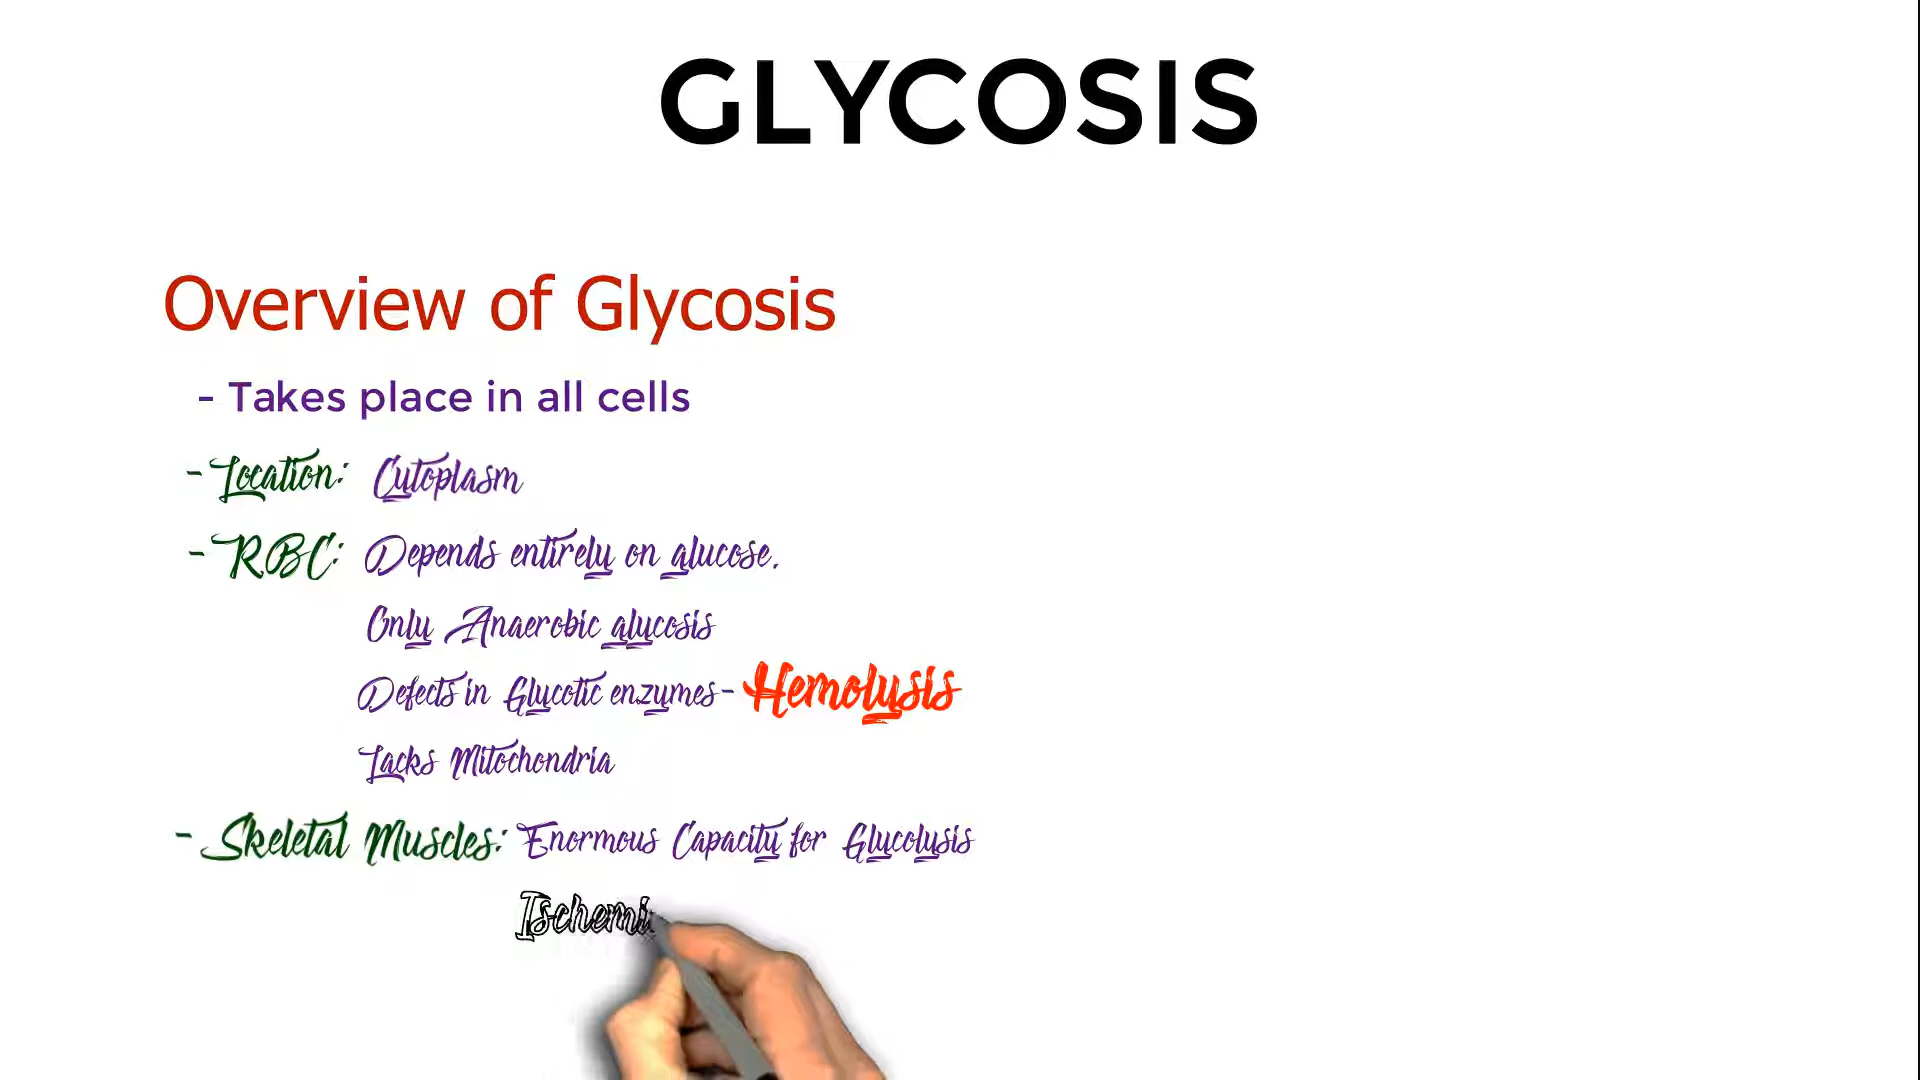 GLYCOSIS
Overview of Glycosis
- Takes place in all cells
- Location: Cytoplasm
- RBC: Depends entirely on glucose.
Only Anaerobic glycosis
Defects in Glycotic enzymes- Hemolysis
Lacks Mitochondria
- Skeletal Muscles: Enormous Capacity for Glycolysis
Ischemi